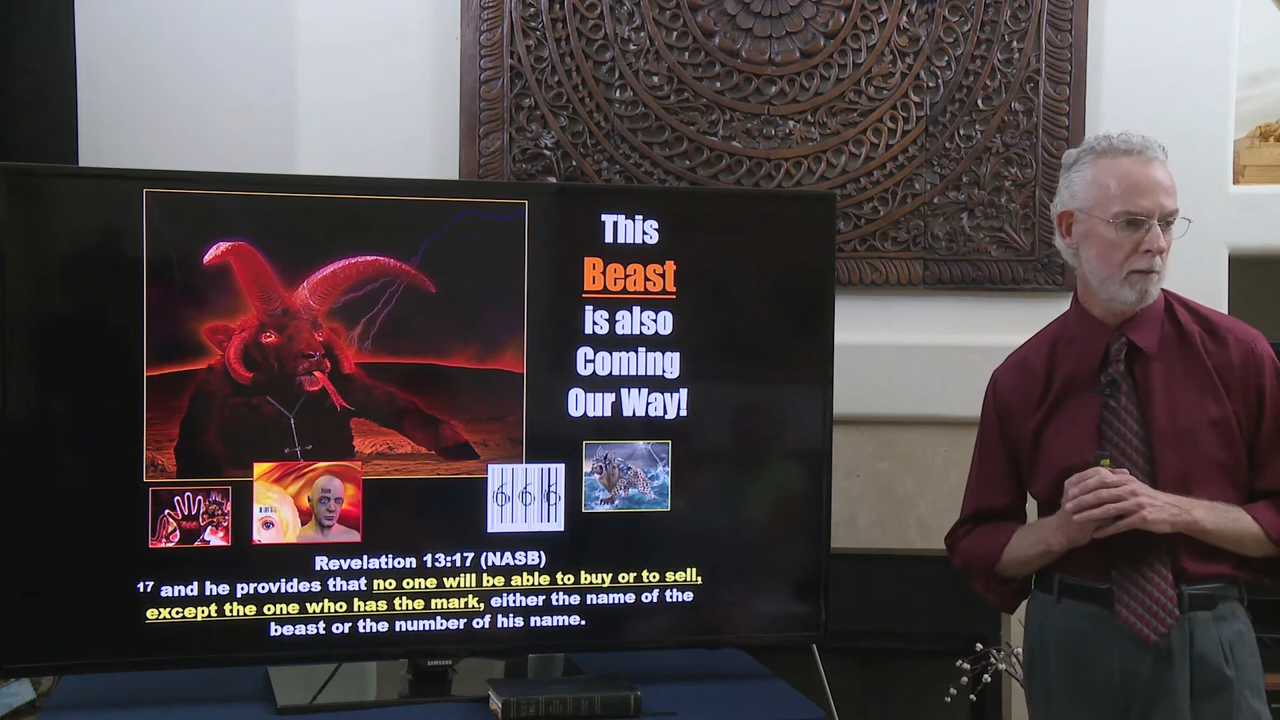 This
Beast
is also
Coming
Our Way!
666
Revelation 13:17 (NASB)
17 and he provides that no one will be able to buy or to sell,
except the one who has the mark, either the name of the
beast or the number of his name.
SAMSUNG